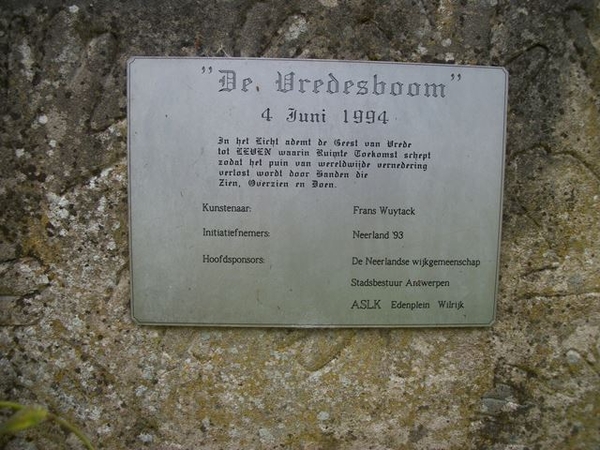 "De Vredesboom"
4 Juni 1994
In het Licht ademt de Geest van Vrede
tot LEVEN waarin Ruimte Toekomst schept
zodat het puin van wereldwijde vernedering
verlost wordt door Handen die
Zien, Overzien en Doen.
Kunstenaar: Frans Wuytack
Initiatiefnemers: Neerland '93
Hoofdsponsors: De Neerlandse wijkgemeenschap
Stadsbestuur Antwerpen
ASLK Edenplein Wilrijk